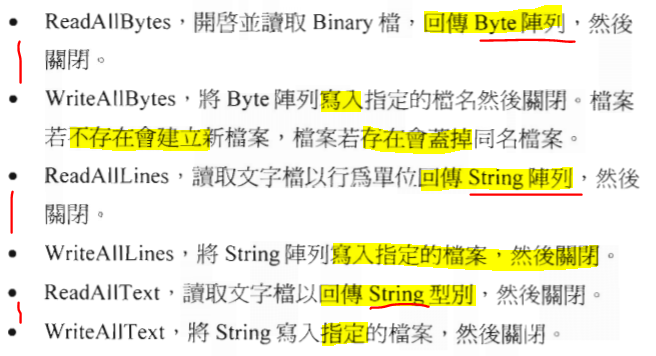 • ReadAllBytes，開啓並讀取 Binary 檔，回傳 Byte 陣列，然後
關閉。
• WriteAllBytes，將 Byte 陣列寫入指定的檔名然後關閉。檔案
若不存在會建立新檔案，檔案若存在會蓋掉同名檔案。
• ReadAllLines，讀取文字檔以行爲單位回傳 String 陣列，然後
關閉。
• WriteAllLines，將 String 陣列寫入指定的檔案，然後關閉。
• ReadAllText，讀取文字檔以回傳 String 型別，然後關閉。
• WriteAllText，將 String 寫入指定的檔案，然後關閉。